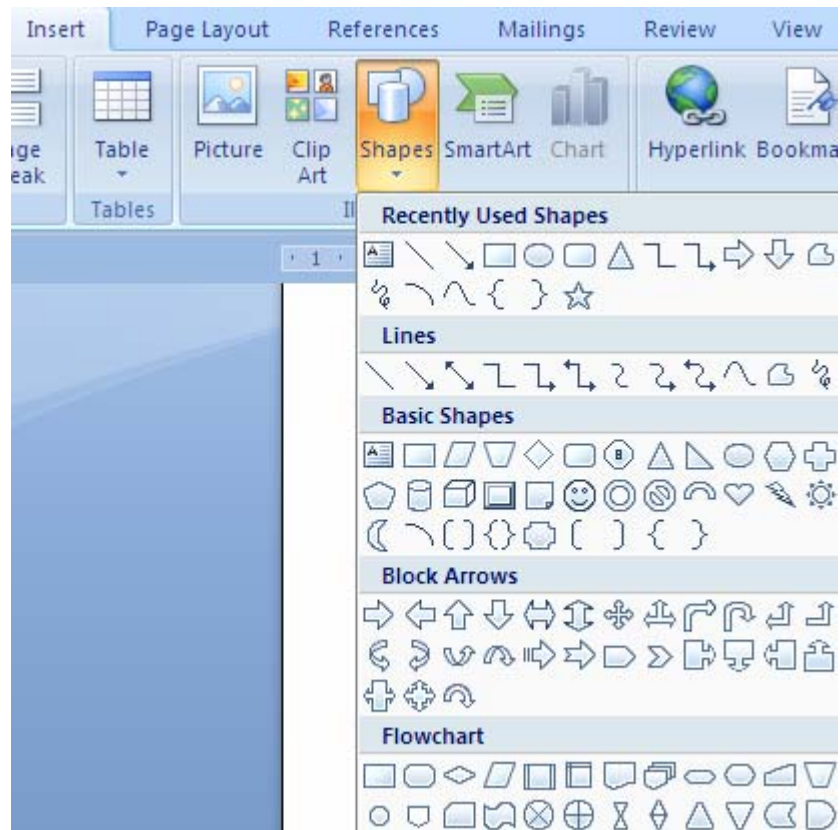 Insert Page Layout References Mailings Review View
Table Picture Clip Art Shapes SmartArt Chart Hyperlink
Tables
1
Recently Used Shapes
Lines
Basic Shapes
Block Arrows
Flowchart